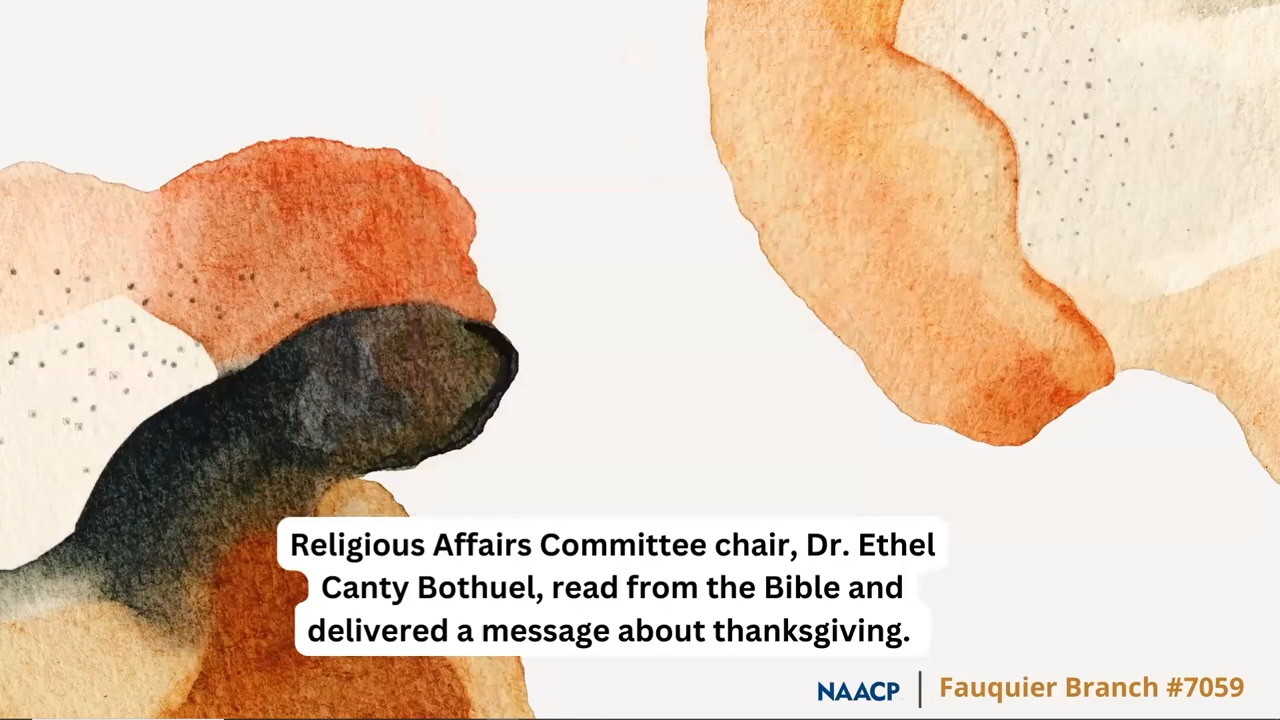 Religious Affairs Committee chair, Dr. Ethel
Canty Bothuel, read from the Bible and
delivered a message about thanksgiving.
NAACP | Fauquier Branch #7059